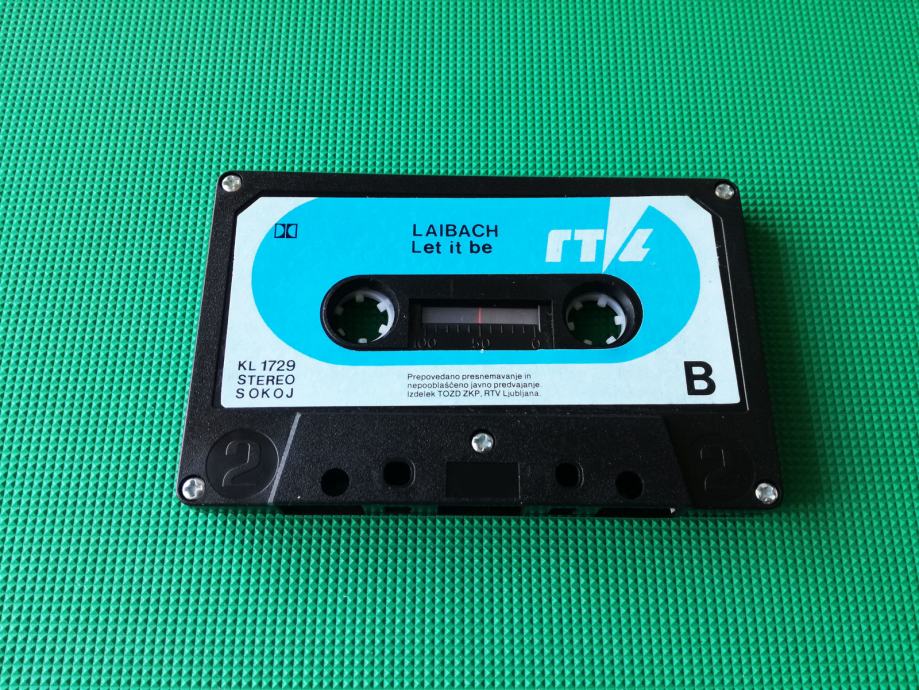 LAIBACH
Let it be
rtvl
100 50 0
KL 1729
STEREO
SOKOJ
Prepovedano presnemavanje in
nepooblaščeno javno predvajanje.
Izdelek TOZD ZKP, RTV Ljubljana.
B
2
2